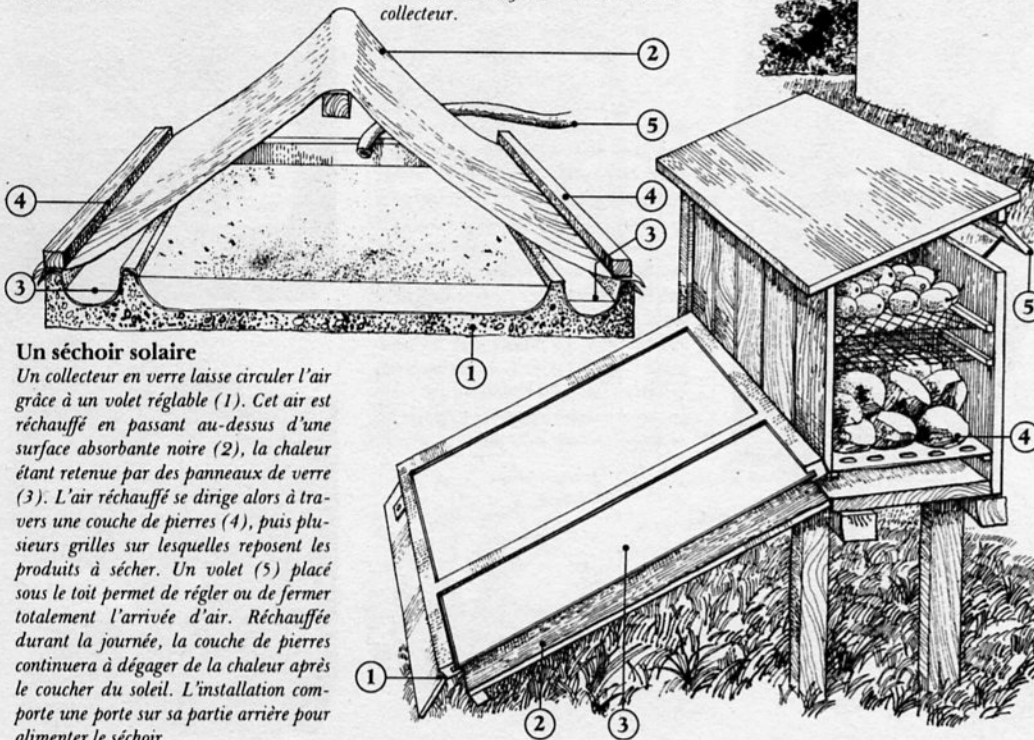 collecteur.
2
5
4
4
3
3
1
5
4
1
2
3
Un séchoir solaire
Un collecteur en verre laisse circuler l'air
grâce à un volet réglable (1). Cet air est
réchauffé en passant au-dessus d'une
surface absorbante noire (2), la chaleur
étant retenue par des panneaux de verre
(3). L'air réchauffé se dirige alors à tra-
vers une couche de pierres (4), puis plu-
sieurs grilles sur lesquelles reposent les
produits à sécher. Un volet (5) placé
sous le toit permet de régler ou de fermer
totalement l'arrivée d'air. Réchauffée
durant la journée, la couche de pierres
continuera à dégager de la chaleur après
le coucher du soleil. L'installation com-
porte une porte sur sa partie arrière pour
alimenter le séchoir.